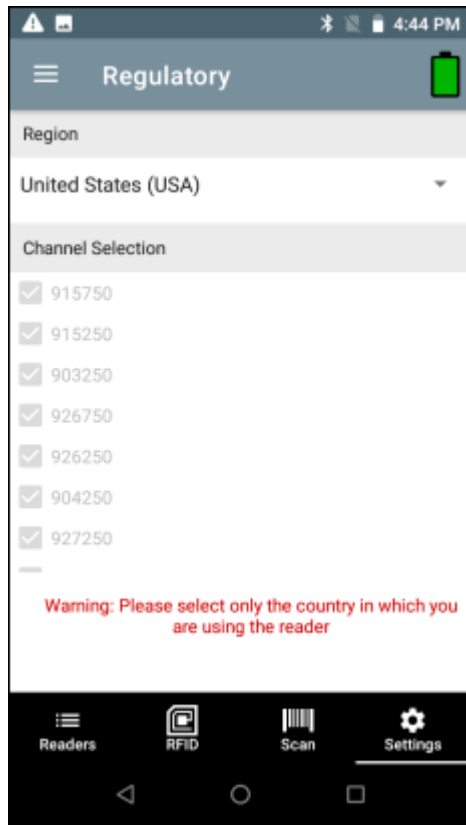 4:44 PM
Regulatory
Region
United States (USA)
Channel Selection
915750
915250
903250
926750
926250
904250
927250
Warning: Please select only the country in which you
are using the reader
Readers
RFID
Scan
Settings